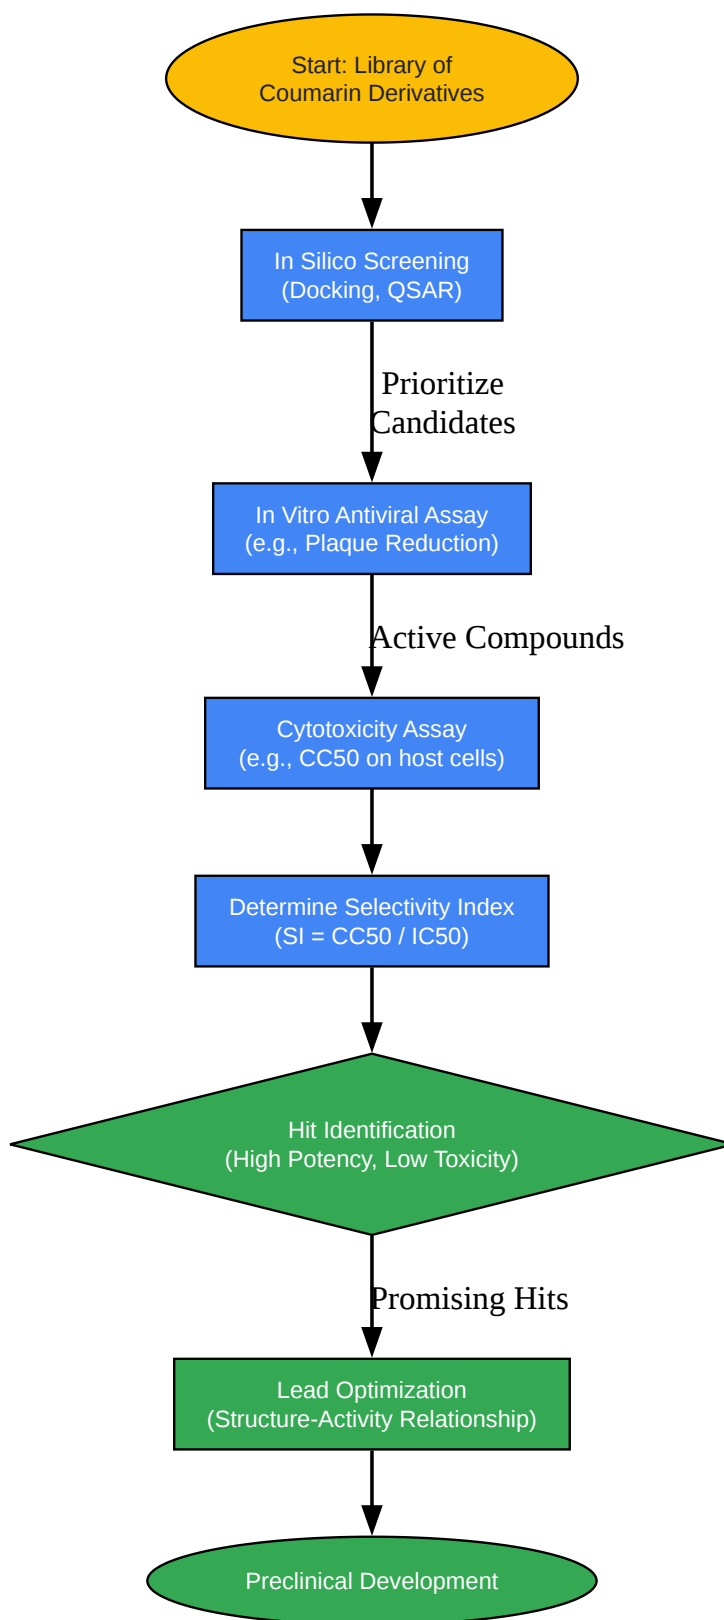 Start: Library of
Coumarin Derivatives
In Silico Screening
(Docking, QSAR)
Prioritize
Candidates
In Vitro Antiviral Assay
(e.g., Plaque Reduction)
Active Compounds
Cytotoxicity Assay
(e.g., CC50 on host cells)
Determine Selectivity Index
(SI = CC50 / IC50)
Hit Identification
(High Potency, Low Toxicity)
Promising Hits
Lead Optimization
(Structure-Activity Relationship)
Preclinical Development